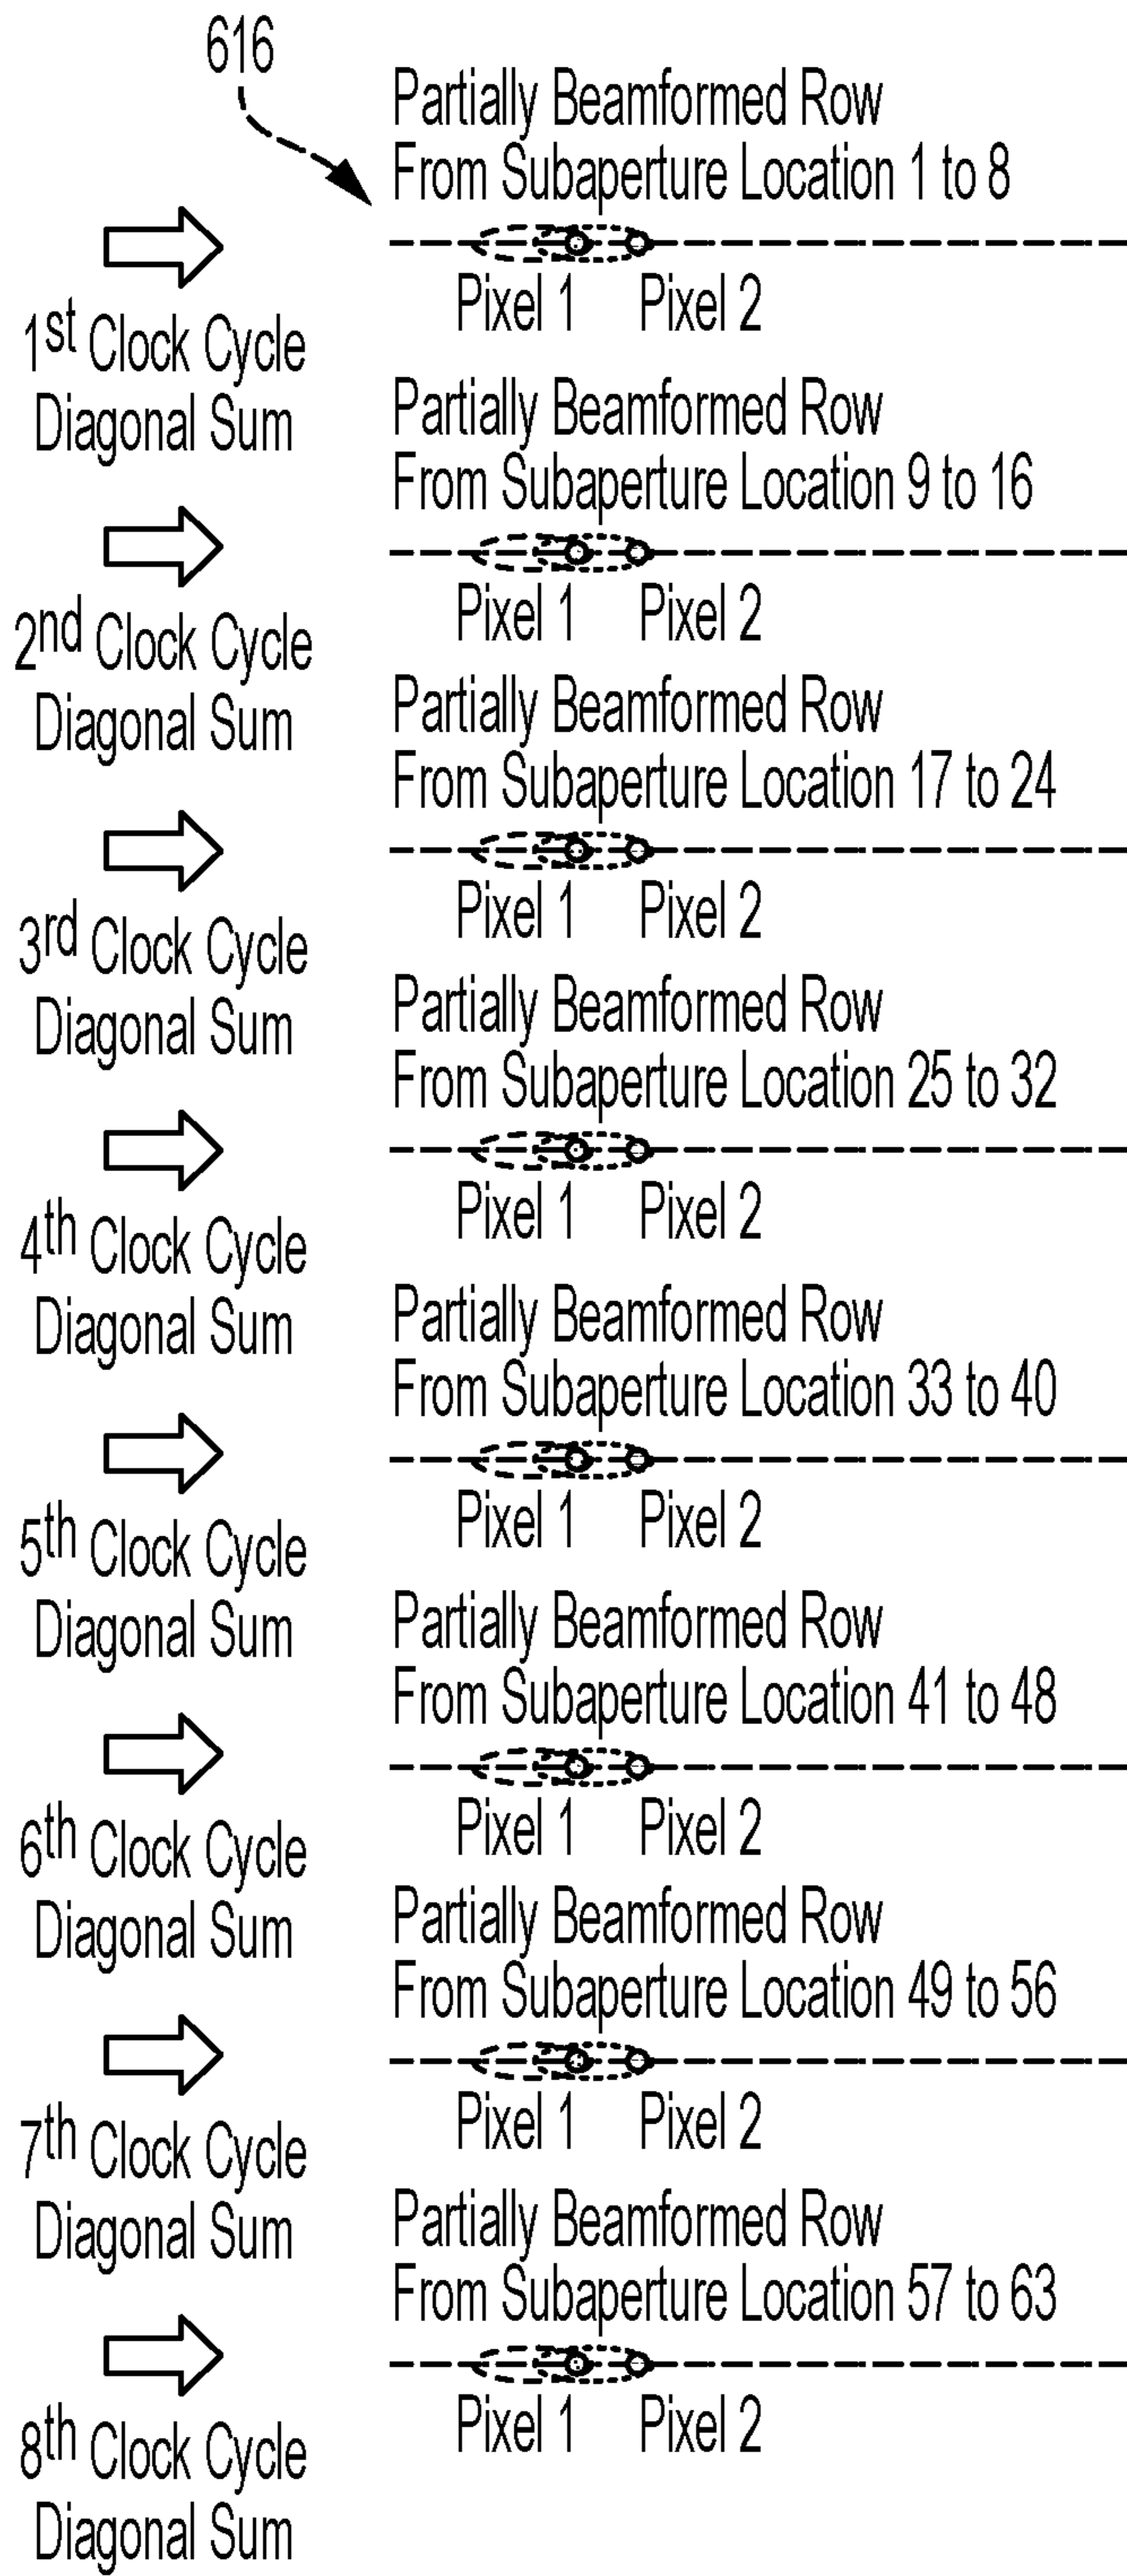 616
Partially Beamformed Row
From Subaperture Location 1 to 8
Pixel 1 Pixel 2
1st Clock Cycle
Diagonal Sum
Partially Beamformed Row
From Subaperture Location 9 to 16
Pixel 1 Pixel 2
2nd Clock Cycle
Diagonal Sum
Partially Beamformed Row
From Subaperture Location 17 to 24
Pixel 1 Pixel 2
3rd Clock Cycle
Diagonal Sum
Partially Beamformed Row
From Subaperture Location 25 to 32
Pixel 1 Pixel 2
4th Clock Cycle
Diagonal Sum
Partially Beamformed Row
From Subaperture Location 33 to 40
Pixel 1 Pixel 2
5th Clock Cycle
Diagonal Sum
Partially Beamformed Row
From Subaperture Location 41 to 48
Pixel 1 Pixel 2
6th Clock Cycle
Diagonal Sum
Partially Beamformed Row
From Subaperture Location 49 to 56
Pixel 1 Pixel 2
7th Clock Cycle
Diagonal Sum
Partially Beamformed Row
From Subaperture Location 57 to 63
Pixel 1 Pixel 2
8th Clock Cycle
Diagonal Sum